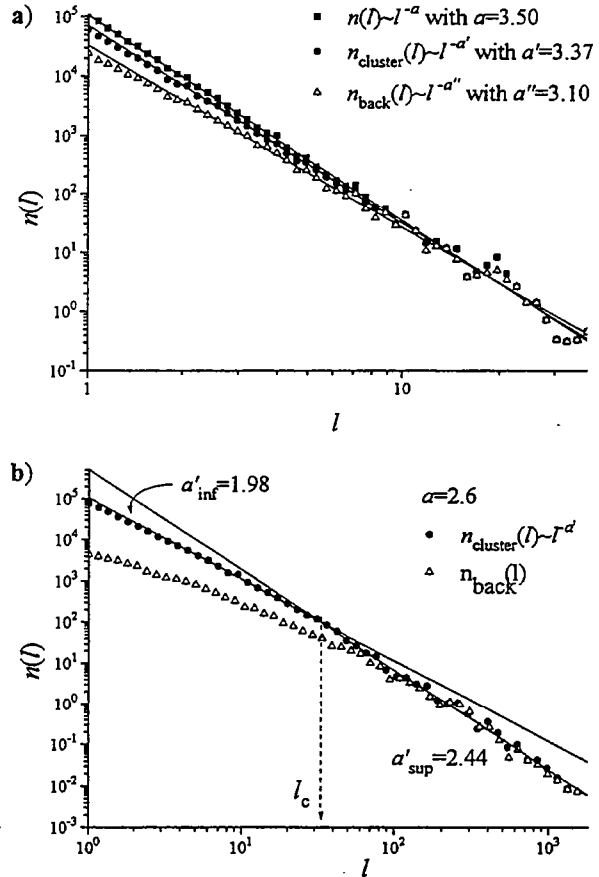 a)
n(l)~l^-a with a=3.50
n_cluster(l)~l^-a' with a'=3.37
n_back(l)~l^-a'' with a''=3.10
10^5
10^4
10^3
10^2
10^1
10^0
10^-1
n(l)
1
10
l
b)
a'_inf=1.98
a=2.6
n_cluster(l)~l^-a'
n_back(l)
10^5
10^4
10^3
10^2
10^1
10^0
10^-1
10^-2
10^-3
n(l)
l_c
a'_sup=2.44
10^0
10^1
10^2
10^3
l